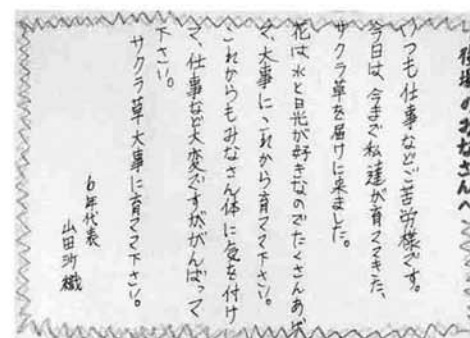 役場のみなさんへ
いつも仕事などご苦労様です。
今日は、今まで私達が育ててきた、
サクラ草を届けに来ました。
花は水と日光が好きなのでたくさんあげ
て、大事に、これから育てて下さい。
これからもみなさん体に気を付け
て、仕事など大変ですががんばって
下さい。
サクラ草大事に育てて下さい。
6年代表
山田沙織